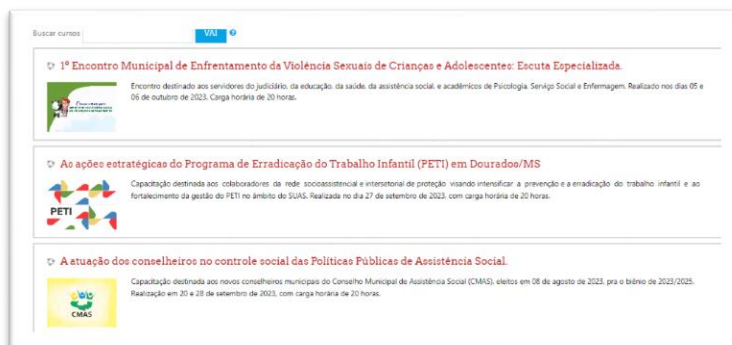 Buscar cursos VAI
1º Encontro Municipal de Enfrentamento da Violência Sexuais de Crianças e Adolescentes: Escuta Especializada.
Encontro destinado aos servidores do judiciário, da educação, da saúde, da assistência social, e acadêmicos de Psicologia, Serviço Social e Enfermagem. Realizado nos dias 05 e
06 de outubro de 2023. Carga horária de 20 horas.
As ações estratégicas do Programa de Erradicação do Trabalho Infantil (PETI) em Dourados/MS
Capacitação destinada aos colaboradores da rede socioassistencial e intersetorial de proteção visando intensificar a prevenção e a erradicação do trabalho infantil e ao
fortalecimento da gestão do PETI no âmbito do SUAS. Realizada no dia 27 de setembro de 2023, com carga horária de 20 horas.
PETI
A atuação dos conselheiros no controle social das Políticas Públicas de Assistência Social.
Capacitação destinada aos novos conselheiros municipais do Conselho Municipal de Assistência Social (CMAS), eleitos em 08 de agosto de 2023, pra o biênio de 2023/2025.
Realização em 20 e 28 de setembro de 2023, com carga horária de 20 horas.
CMAS